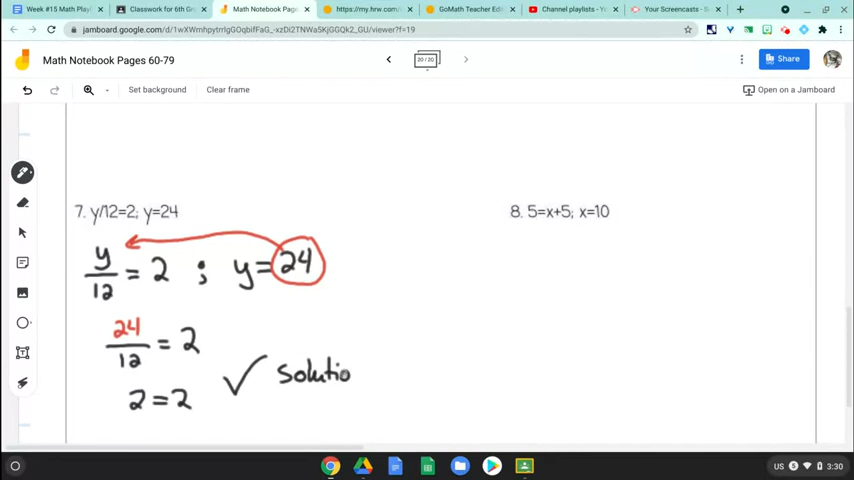 Week #15 Math Playl
Classwork for 6th Gr
Math Notebook Page
https://my.hrw.com/
GoMath Teacher Edi
Channel playlists - Y
Your Screencasts - S
jamboard.google.com/d/1wXWmhpytrrlxgGOqbifFaG_-xzDi2TNWa5KjGGQk2_GU/viewer?f=19
Math Notebook Pages 60-79
20 / 20
Share
Set background
Clear frame
Open on a Jamboard
7. y/12=2; y=24
8. 5=x+5; x=10
y/12 = 2 ; y=24
24/12 = 2
2=2 ✓ Solutio
US
3:30